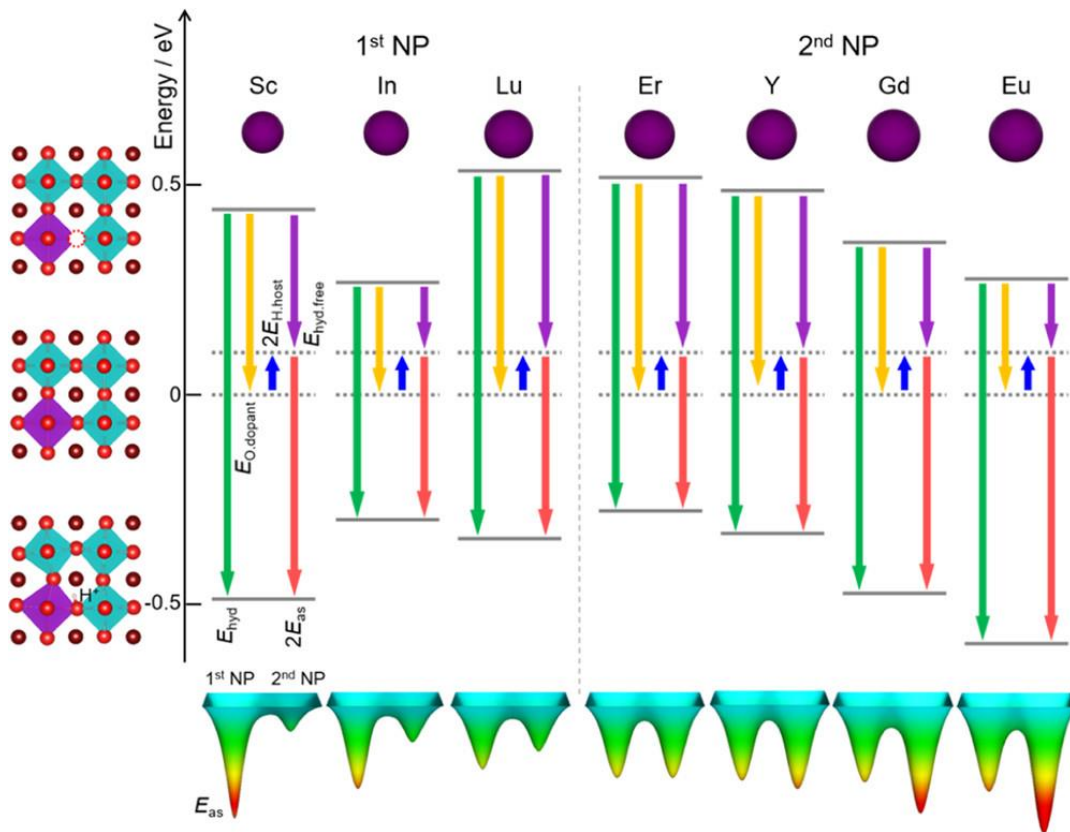 Energy / eV
1st NP
2nd NP
Sc
In
Lu
Er
Y
Gd
Eu
0.5
0
-0.5
2EH.host
Ehyd.free
EO.dopant
Ehyd
2Eas
H+
1st NP
2nd NP
Eas